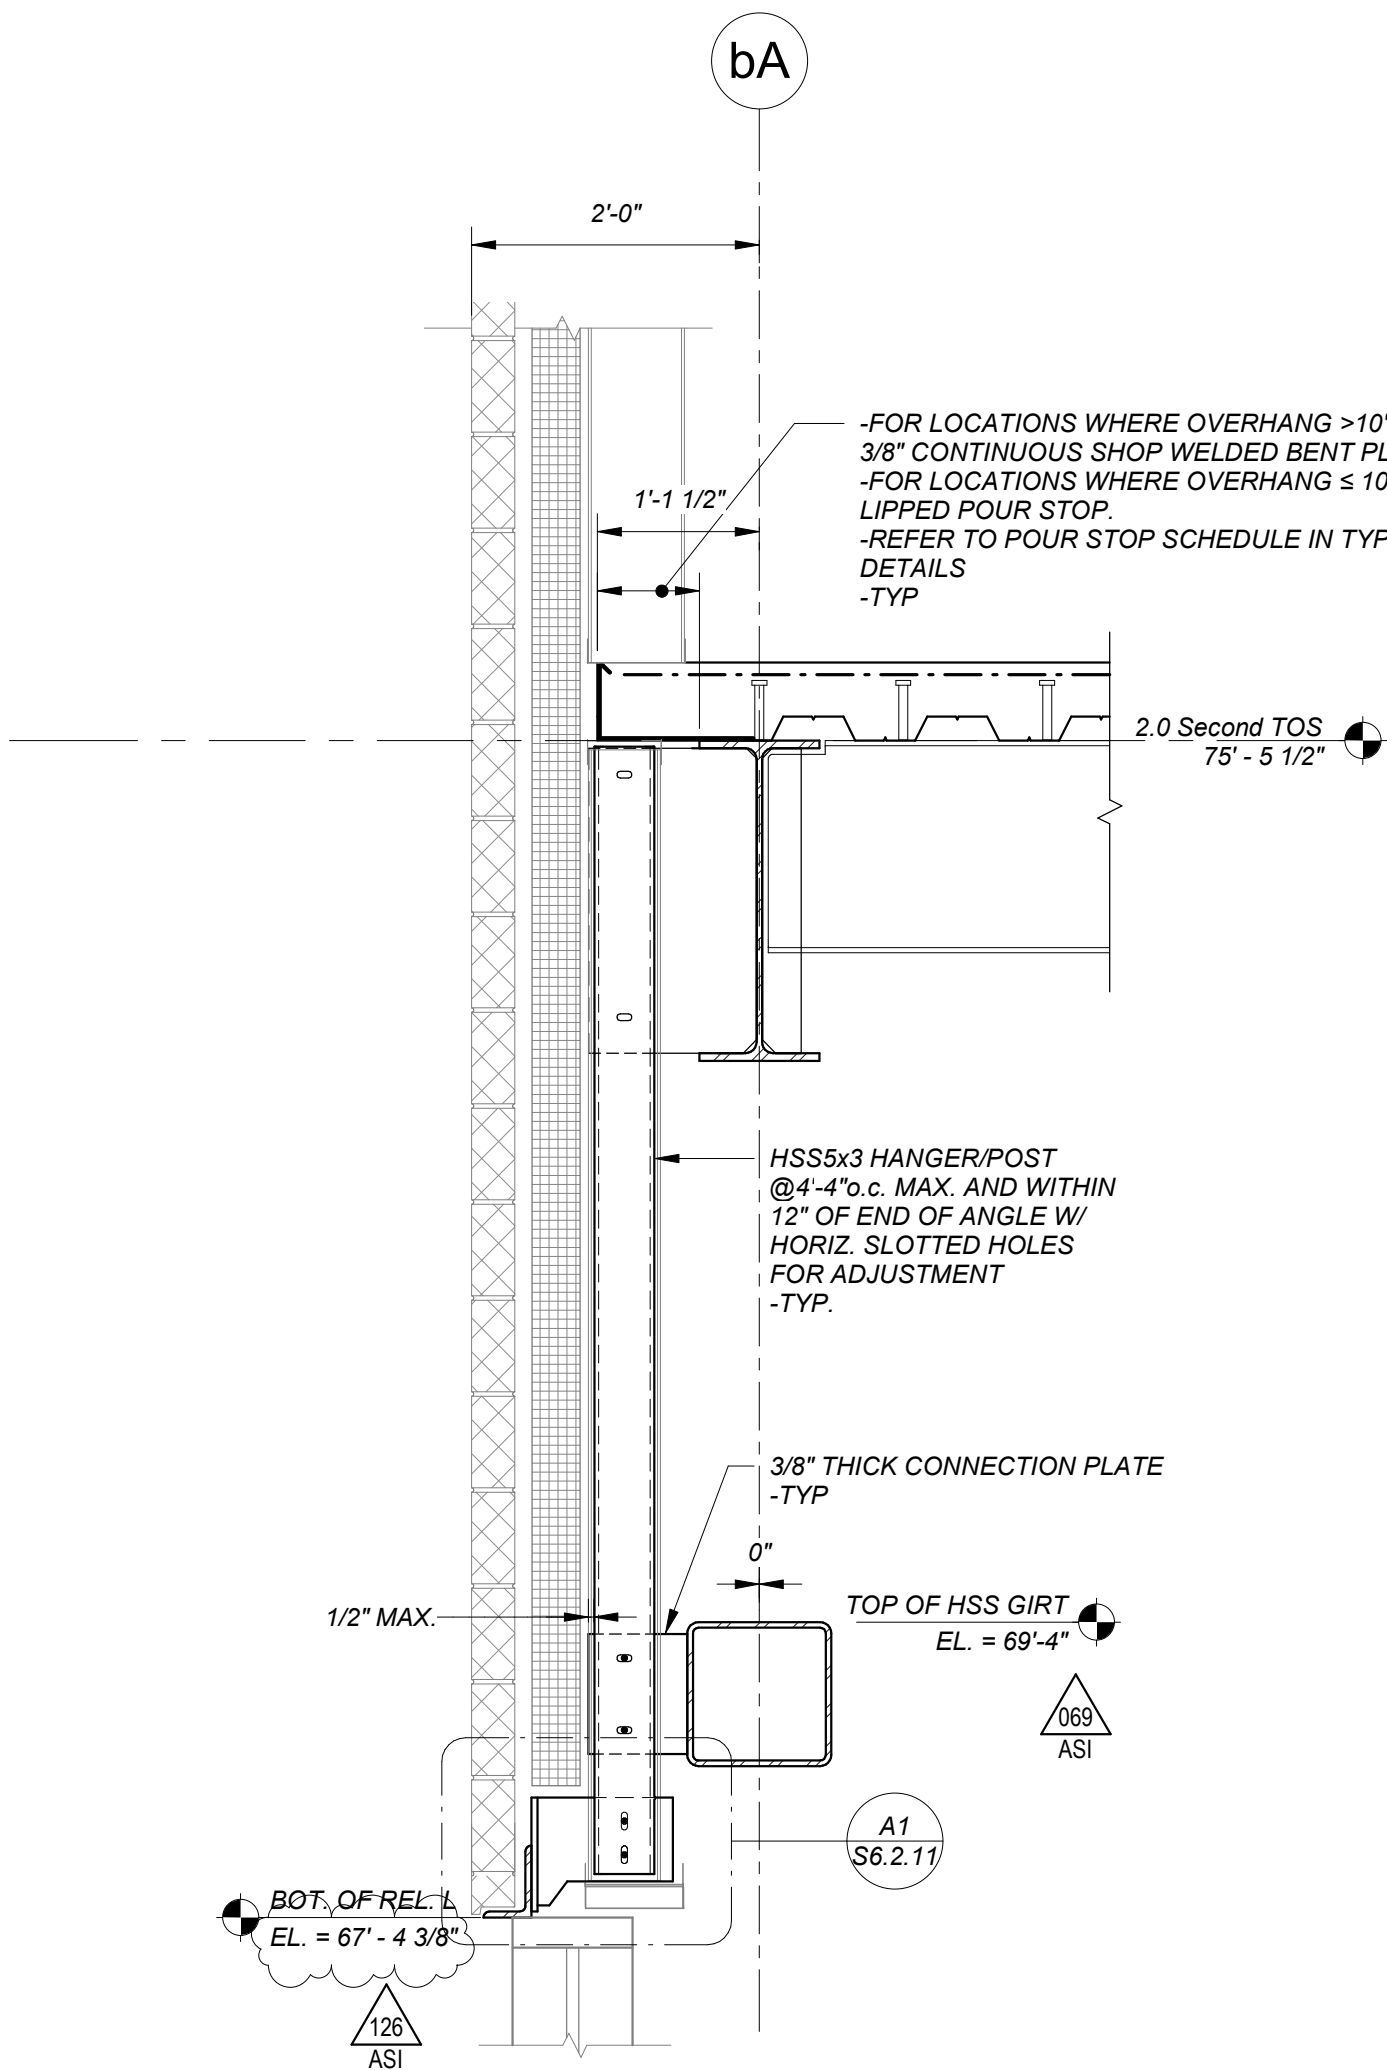 bA
2'-0"
-FOR LOCATIONS WHERE OVERHANG >10"
3/8" CONTINUOUS SHOP WELDED BENT PL
-FOR LOCATIONS WHERE OVERHANG ≤ 10
LIPPED POUR STOP.
-REFER TO POUR STOP SCHEDULE IN TYP
DETAILS
-TYP
1'-1 1/2"
2.0 Second TOS
75' - 5 1/2"
HSS5x3 HANGER/POST
@4'-4"o.c. MAX. AND WITHIN
12" OF END OF ANGLE W/
HORIZ. SLOTTED HOLES
FOR ADJUSTMENT
-TYP.
3/8" THICK CONNECTION PLATE
-TYP
0"
1/2" MAX.
TOP OF HSS GIRT
EL. = 69'-4"
069
ASI
A1
S6.2.11
BOT. OF REL. L
EL. = 67' - 4 3/8"
126
ASI